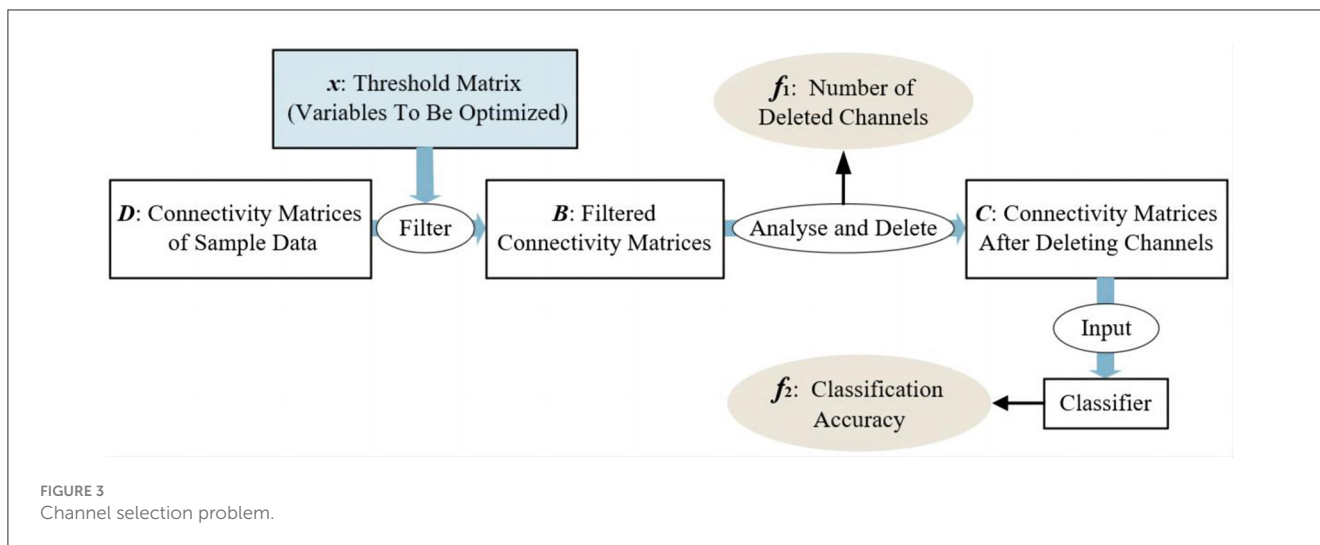 x: Threshold Matrix
(Variables To Be Optimized)
f1: Number of
Deleted Channels
D: Connectivity Matrices
of Sample Data
Filter
B: Filtered
Connectivity Matrices
Analyse and Delete
C: Connectivity Matrices
After Deleting Channels
Input
f2: Classification
Accuracy
Classifier
FIGURE 3
Channel selection problem.